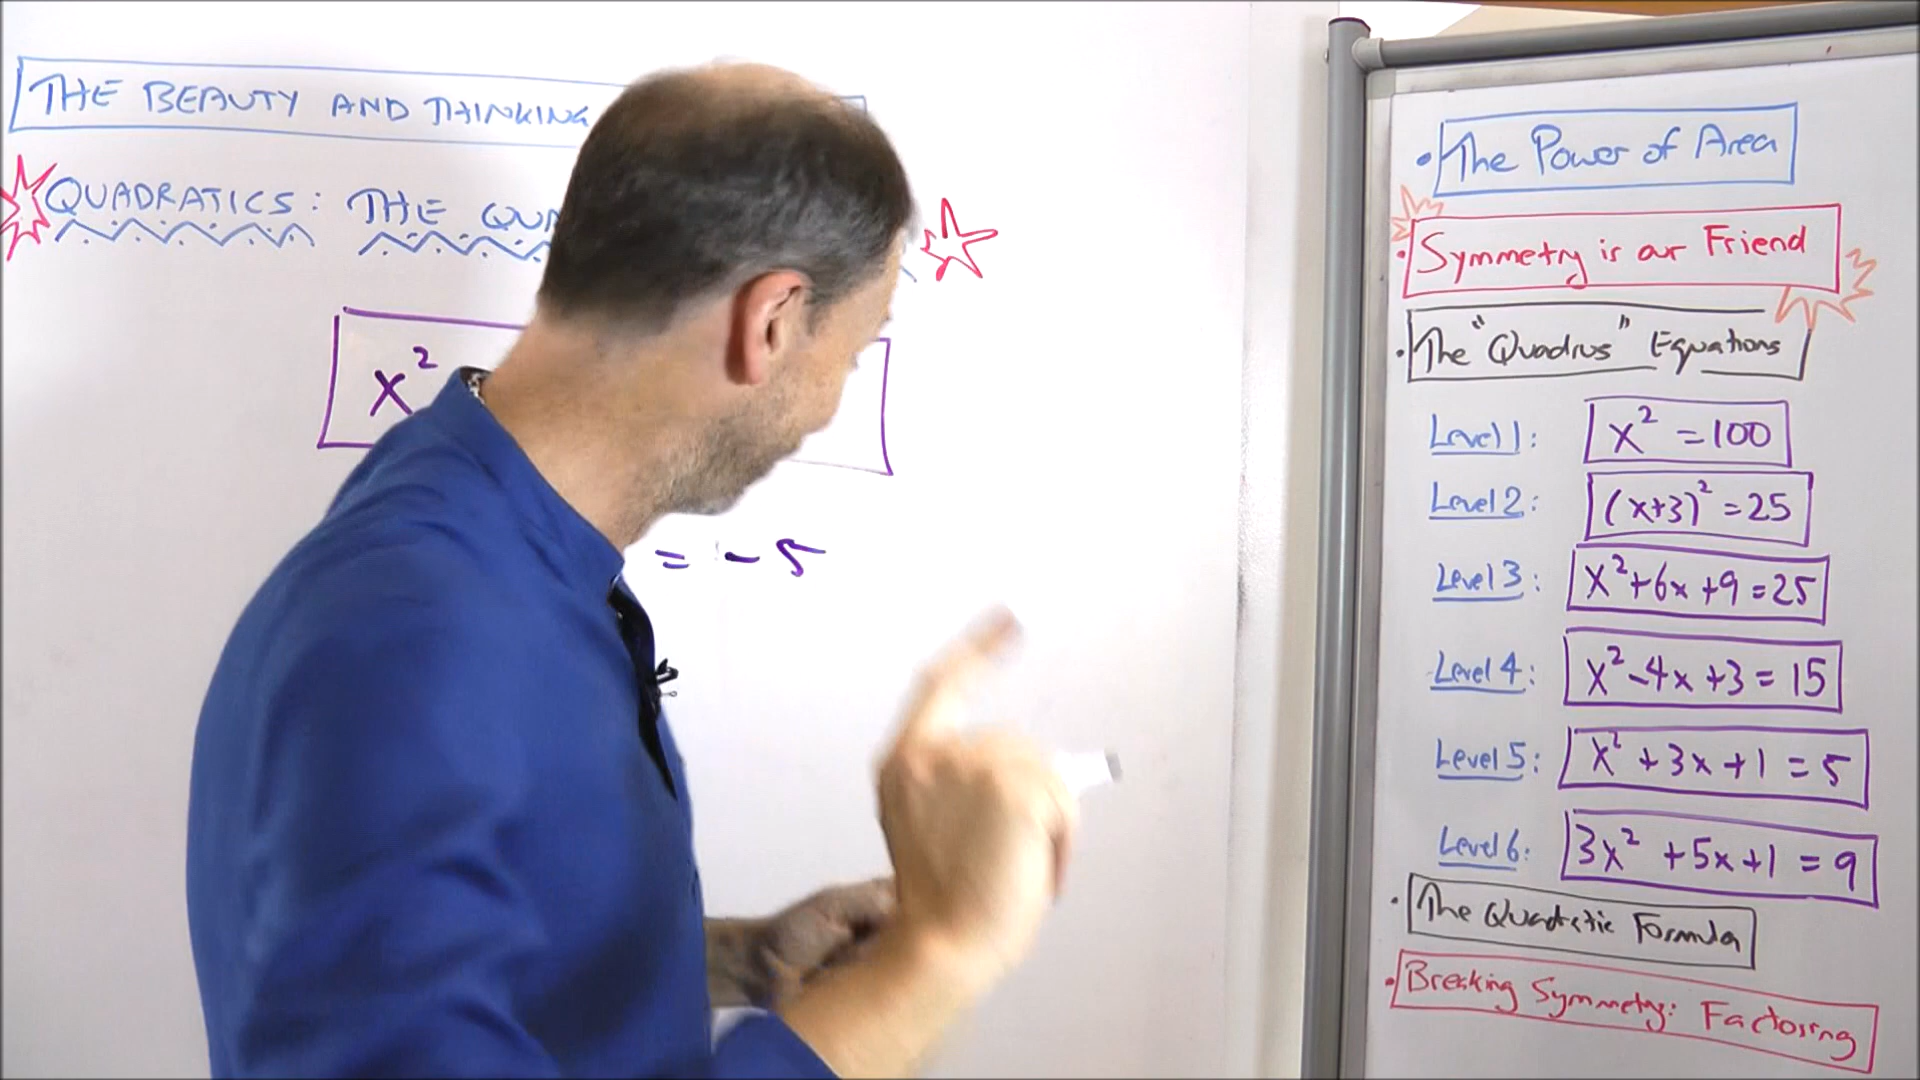 THE BEAUTY AND THINKING
QUADRATICS: THE
x²
= -5
• The Power of Area
• Symmetry is our Friend
• The "Quadrus" Equations
Level 1: x² = 100
Level 2: (x+3)² = 25
Level 3: x² + 6x + 9 = 25
Level 4: x² - 4x + 3 = 15
Level 5: x² + 3x + 1 = 5
Level 6: 3x² + 5x + 1 = 9
• The Quadratic Formula
• Breaking Symmetry: Factoring